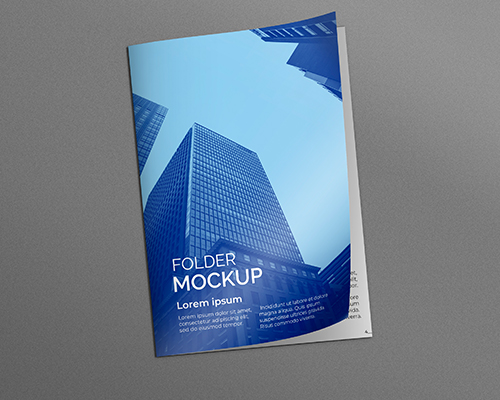 FOLDER
MOCKUP
Lorem ipsum
Lorem ipsum dolor sit amet,
consectetur adipiscing elit,
sed do eiusmod tempor
incididunt ut labore et dolore
magna aliqua. Quis ipsum
suspendisse ultrices gravida.
Risus commodo viverra